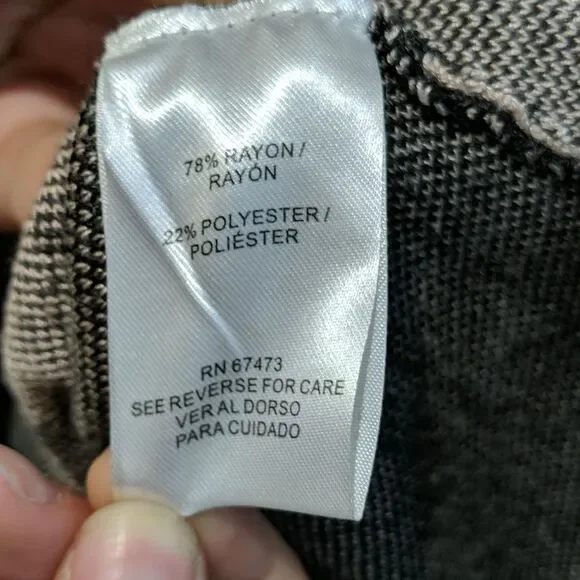 78% RAYON /
RAYÓN
22% POLYESTER /
POLIÉSTER
RN 67473
SEE REVERSE FOR CARE
VER AL DORSO
PARA CUIDADO